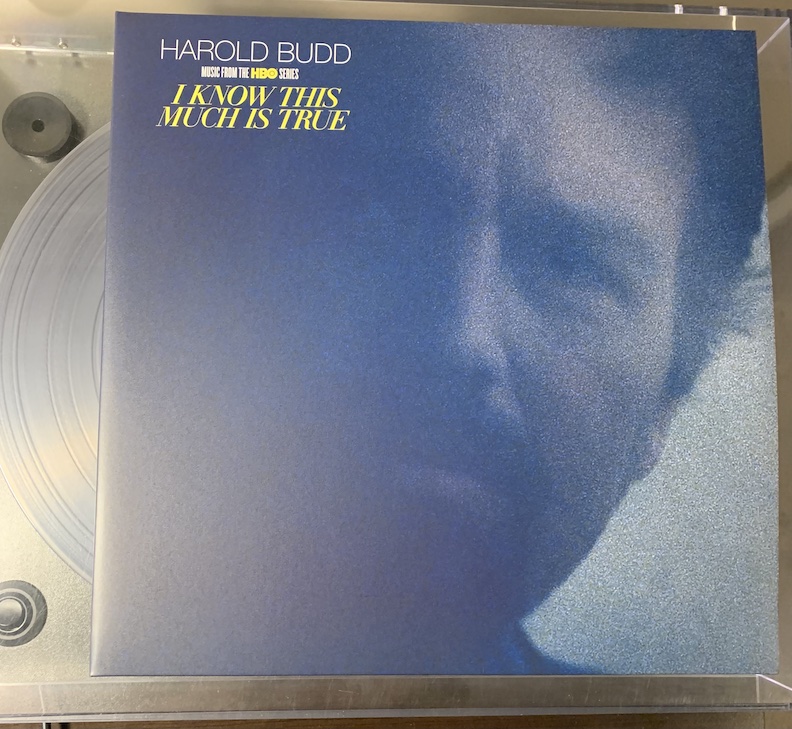 HAROLD BUDD
MUSIC FROM THE HBO SERIES
I KNOW THIS
MUCH IS TRUE